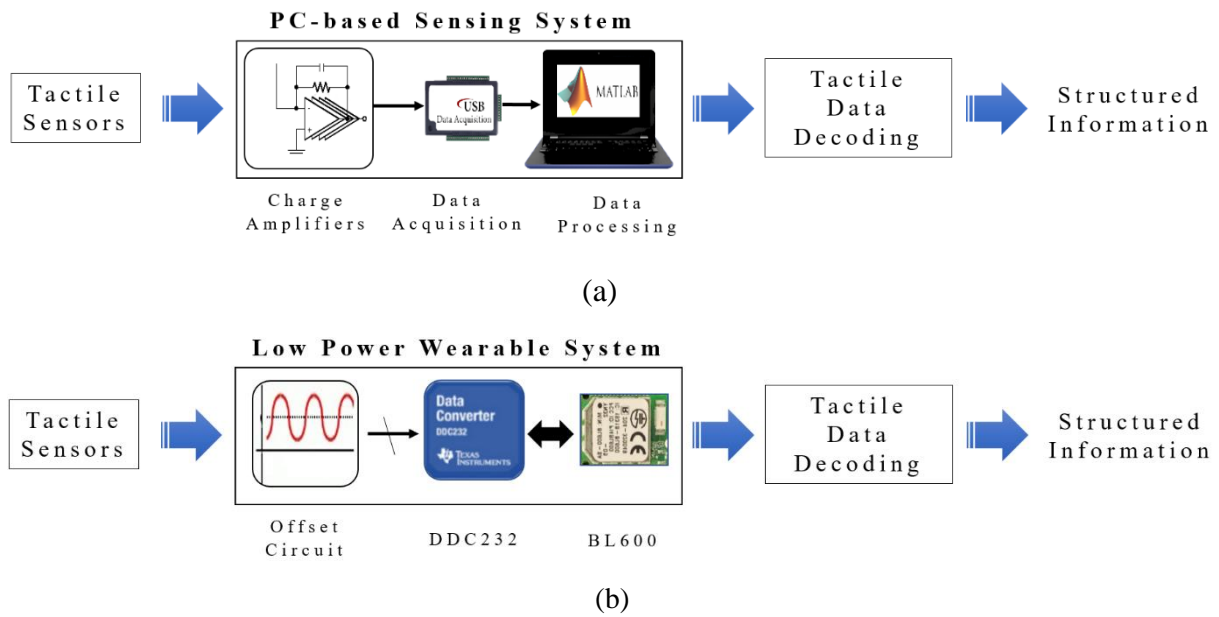 PC-based Sensing System
Tactile
Sensors
USB
Data Acquisition
MATLAB
Tactile
Data
Decoding
Structured
Information
Charge
Amplifiers
Data
Acquisition
Data
Processing
(a)
Low Power Wearable System
Tactile
Sensors
Data
Converter
DDC232
TEXAS
INSTRUMENTS
Tactile
Data
Decoding
Structured
Information
Offset
Circuit
DDC232
BL600
(b)